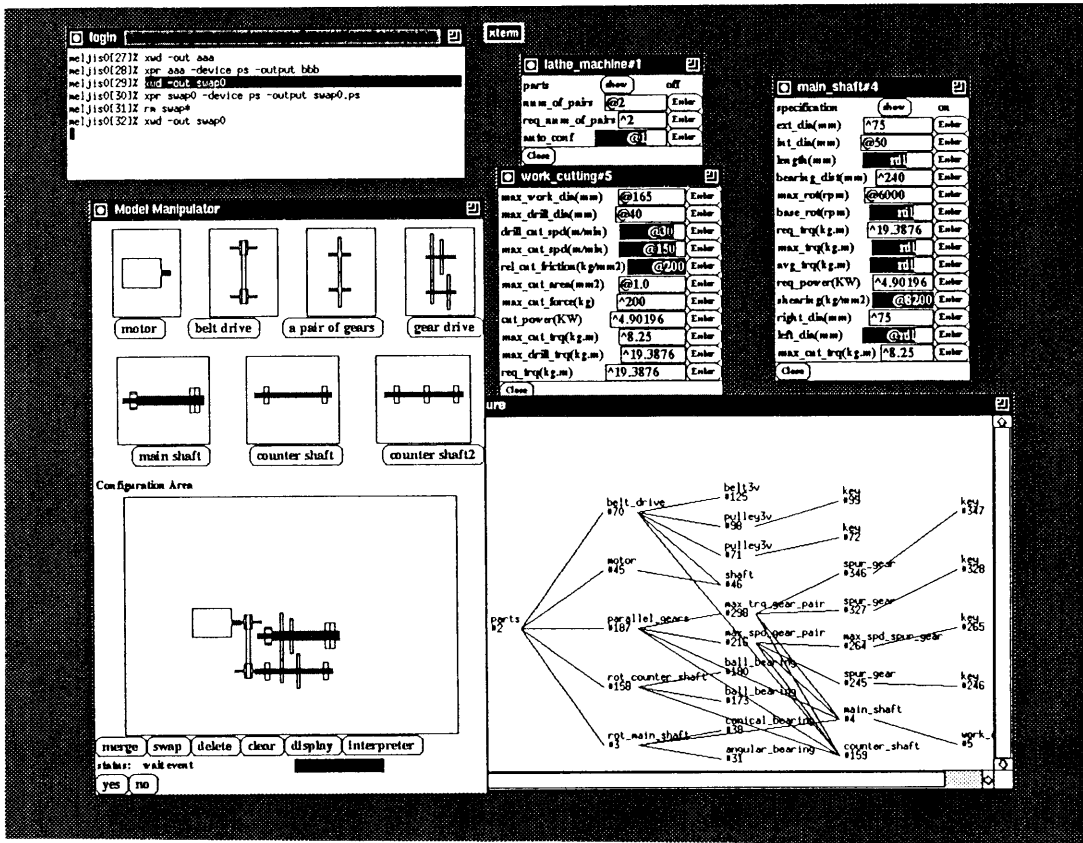 login
meljis0[27]% xwd -out aaa
meljis0[28]% xpr aaa -device ps -output bbb
meljis0[29]% xwd -out swap0
meljis0[30]% xpr swap0 -device ps -output swap0.ps
meljis0[31]% rm swap#
meljis0[32]% xwd -out swap0
xterm
lathe_machine#1
parts show off
num_of_pairs @2 Enter
req_num_of_pairs ^2 Enter
auto_conf Enter
Close
work_cutting#5
max_work_dia(mm) @165 Enter
max_drill_dia(mm) @40 Enter
drill_cut_spd(m/min) @30 Enter
max_cut_spd(m/min) @150 Enter
rel_cut_friction(kg/mm2) @200 Enter
max_cut_area(mm2) @1.0 Enter
max_cut_force(kg) ^200 Enter
cut_power(KW) ^4.90196 Enter
max_cut_trq(kg.m) ^8.25 Enter
max_drill_trq(kg.m) ^19.3876 Enter
req_trq(kg.m) ^19.3876 Enter
Close
main_shaft#4
specification show on
ext_dia(mm) ^75 Enter
int_dia(mm) @50 Enter
length(mm) rdl Enter
bearing_dist(mm) ^240 Enter
max_rot(rpm) @6000 Enter
base_rot(rpm) rdl Enter
req_trq(kg.m) ^19.3876 Enter
max_trq(kg.m) rdl Enter
avg_trq(kg.m) rdl Enter
req_power(KW) ^4.90196 Enter
shearing(kg/mm2) @8200 Enter
right_dia(mm) ^75 Enter
left_dia(mm) @rdl Enter
max_cut_trq(kg.m) ^8.25 Enter
Close
Model Manipulator
motor belt drive a pair of gears gear drive
main shaft counter shaft counter shaft2
Configuration Area
merge swap delete clear display interpreter
status: wait event
yes no
ure
parts
#2
belt_drive
#70
motor
#45
parallel_gears
#187
rot_counter_shaft
#158
rot_main_shaft
#3
belt3v
#125
pulley3v
#98
pulley3v
#71
shaft
#46
max_trq_gear_pair
#298
max_spd_gear_pair
#216
ball_bearing
#180
ball_bearing
#173
conical_bearing
#38
angular_bearing
#31
key
#99
key
#72
spur_gear
#346
spur_gear
#327
max_spd_spur_gear
#264
spur_gear
#245
main_shaft
#4
counter_shaft
#159
key
#347
key
#328
key
#265
key
#246
work_c
#5